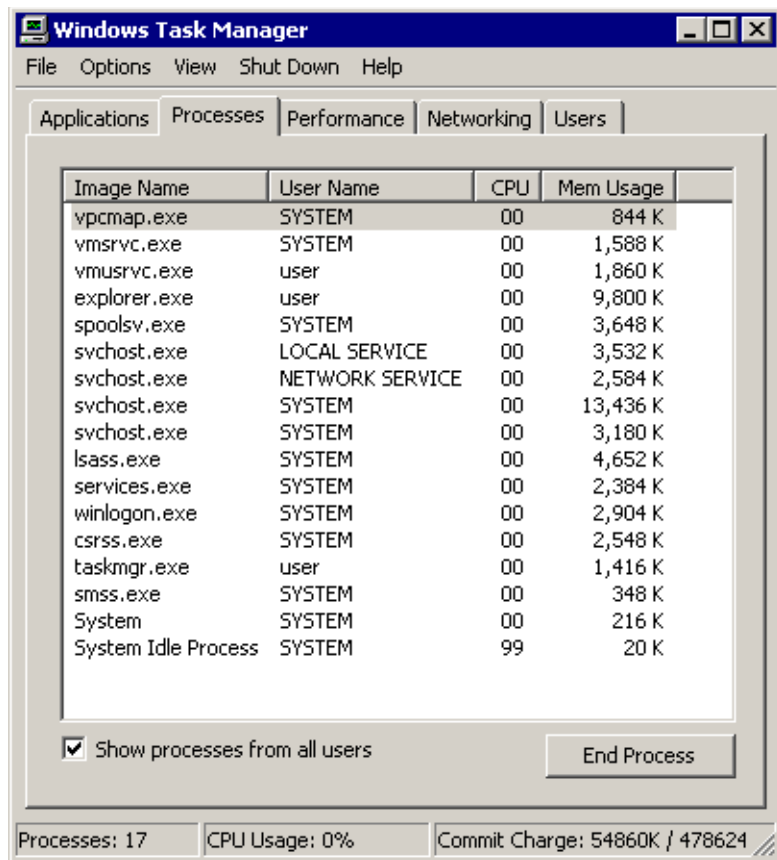 Windows Task Manager
File Options View Shut Down Help
Applications Processes Performance Networking Users
Image Name User Name CPU Mem Usage
vpcmap.exe SYSTEM 00 844 K
vmsrvc.exe SYSTEM 00 1,588 K
vmusrvc.exe user 00 1,860 K
explorer.exe user 00 9,800 K
spoolsv.exe SYSTEM 00 3,648 K
svchost.exe LOCAL SERVICE 00 3,532 K
svchost.exe NETWORK SERVICE 00 2,584 K
svchost.exe SYSTEM 00 13,436 K
svchost.exe SYSTEM 00 3,180 K
lsass.exe SYSTEM 00 4,652 K
services.exe SYSTEM 00 2,384 K
winlogon.exe SYSTEM 00 2,904 K
csrss.exe SYSTEM 00 2,548 K
taskmgr.exe user 00 1,416 K
smss.exe SYSTEM 00 348 K
System SYSTEM 00 216 K
System Idle Process SYSTEM 99 20 K
Show processes from all users End Process
Processes: 17 CPU Usage: 0% Commit Charge: 54860K / 478624